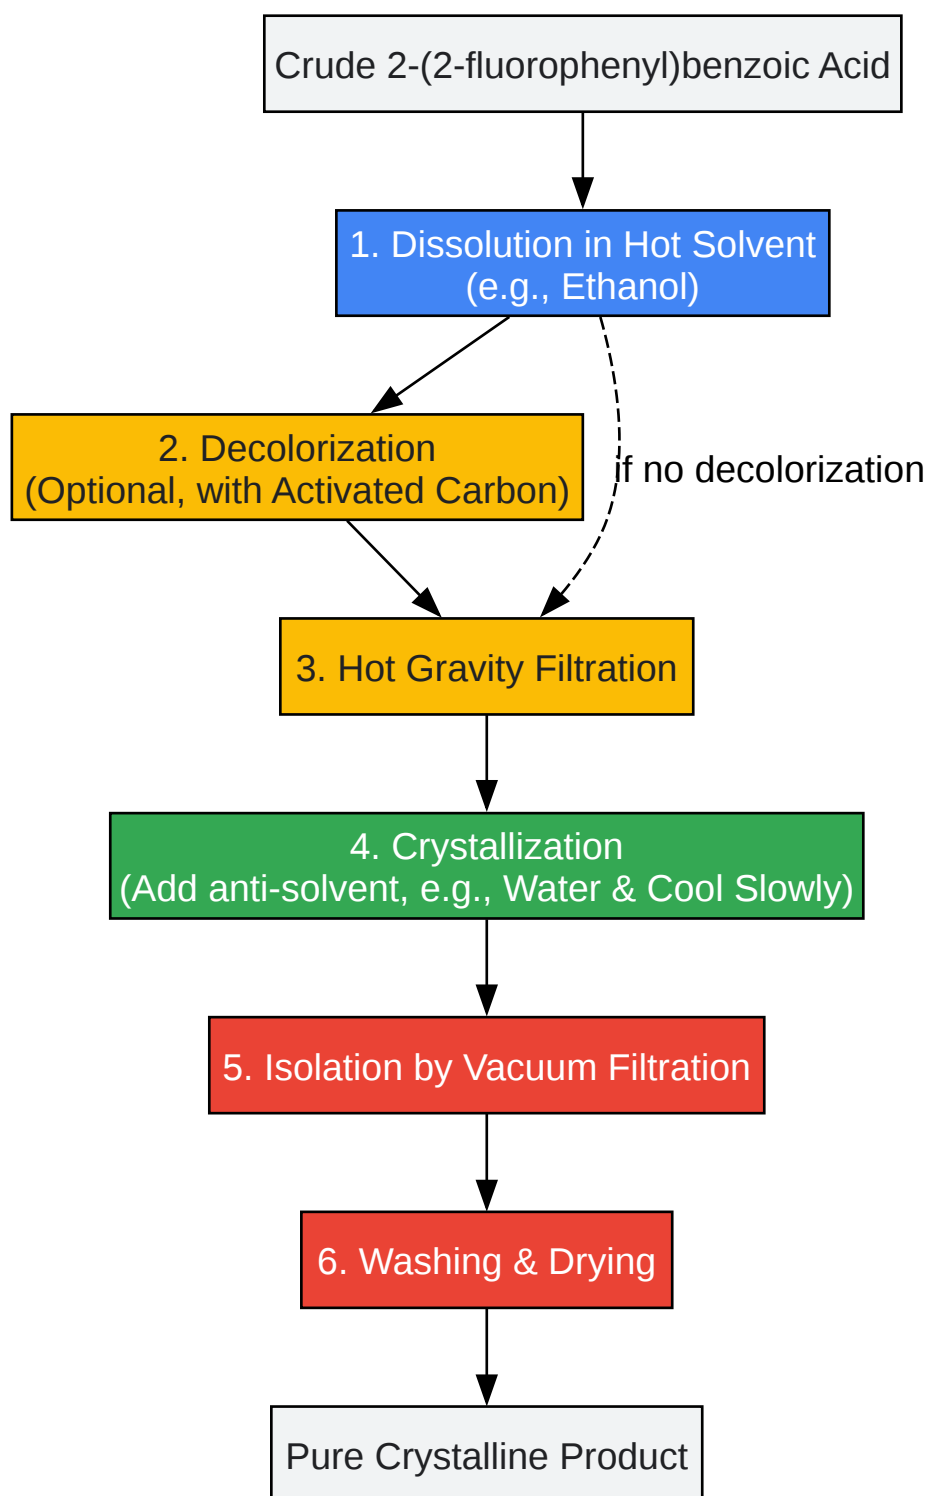 Crude 2-(2-fluorophenyl)benzoic Acid
1. Dissolution in Hot Solvent
(e.g., Ethanol)
2. Decolorization
(Optional, with Activated Carbon)
if no decolorization
3. Hot Gravity Filtration
4. Crystallization
(Add anti-solvent, e.g., Water & Cool Slowly)
5. Isolation by Vacuum Filtration
6. Washing & Drying
Pure Crystalline Product